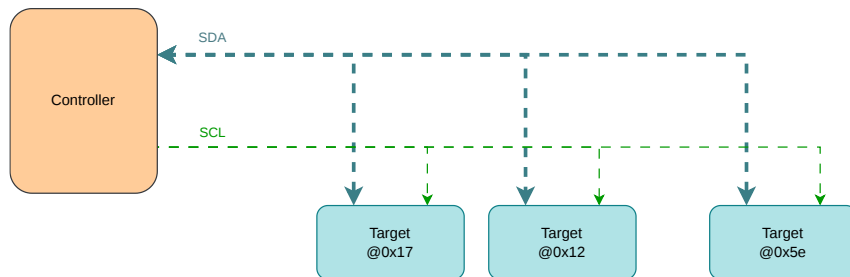 SDA
Controller
SCL
Target
@0x17
Target
@0x12
Target
@0x5e